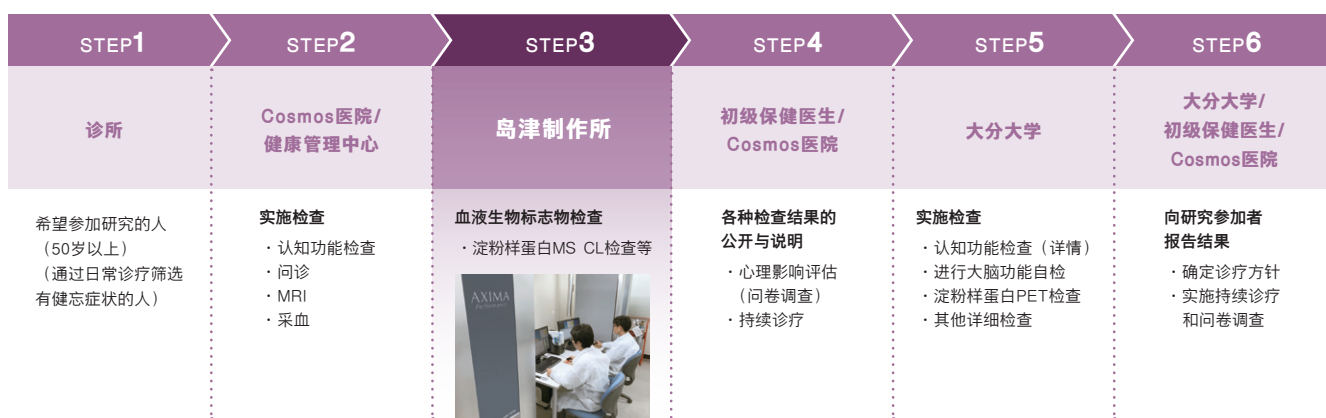 STEP1
STEP2
STEP3
STEP4
STEP5
STEP6
诊所
Cosmos医院/
健康管理中心
岛津制作所
初级保健医生/
Cosmos医院
大分大学
大分大学/
初级保健医生/
Cosmos医院
希望参加研究的人
（50岁以上）
（通过日常诊疗筛选
有健忘症状的人）
实施检查
・认知功能检查
・问诊
・MRI
・采血
血液生物标志物检查
・淀粉样蛋白MS CL检查等
AXIMA
各种检查结果的
公开与说明
・心理影响评估
（问卷调查）
・持续诊疗
实施检查
・认知功能检查（详情）
・进行大脑功能自检
・淀粉样蛋白PET检查
・其他详细检查
向研究参加者
报告结果
・确定诊疗方针
・实施持续诊疗
和问卷调查